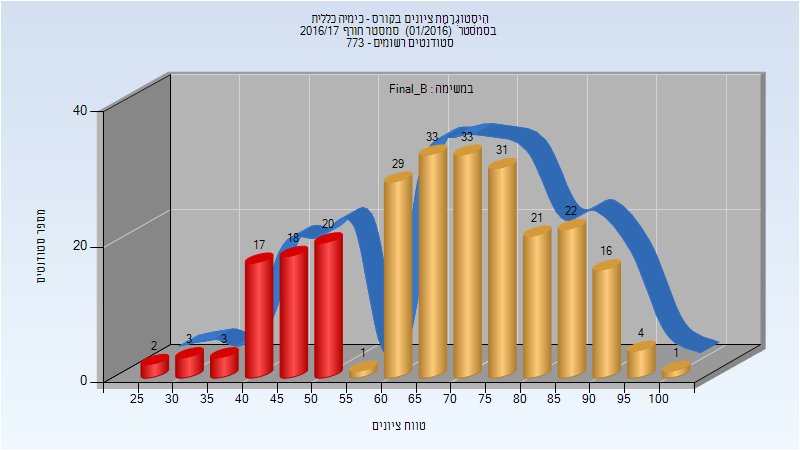 היסטוגרמת ציונים בקורס - כימיה כללית
בסמסטר (01/2016) סמסטר חורף 2016/17
סטודנטים רשומים - 773
במשימה : Final_B
מספר סטודנטים
40
20
0
2
3
3
17
18
20
1
29
33
33
31
21
22
16
4
1
25 30 35 40 45 50 55 60 65 70 75 80 85 90 95 100
טווח ציונים